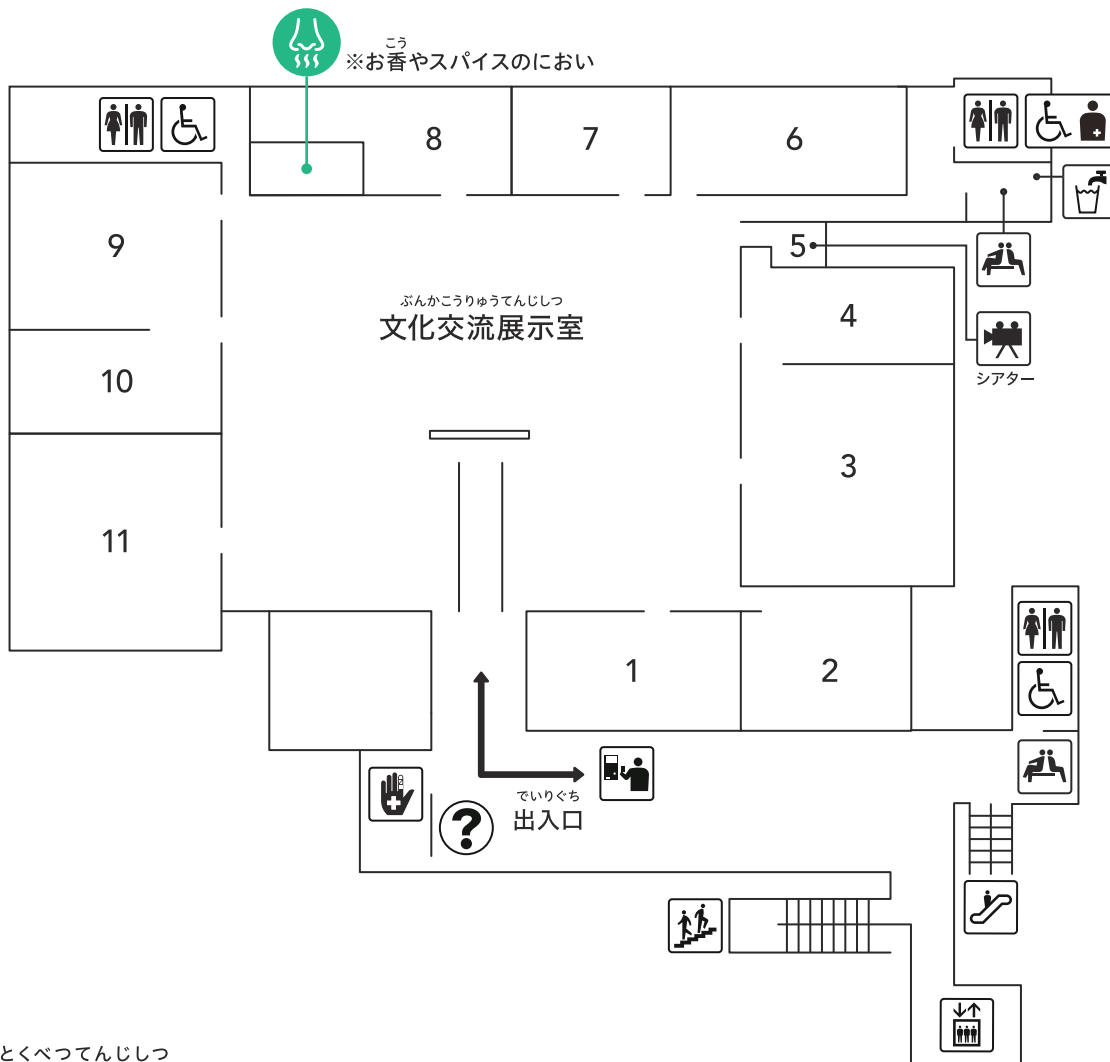 こう
※お香やスパイスのにおい
8
7
6
9
5
ぶんかこうりゅうてんじしつ
文化交流展示室
4
10
シアター
3
11
1
2
でいりぐち
出入口
?
とくべつてんじしつ